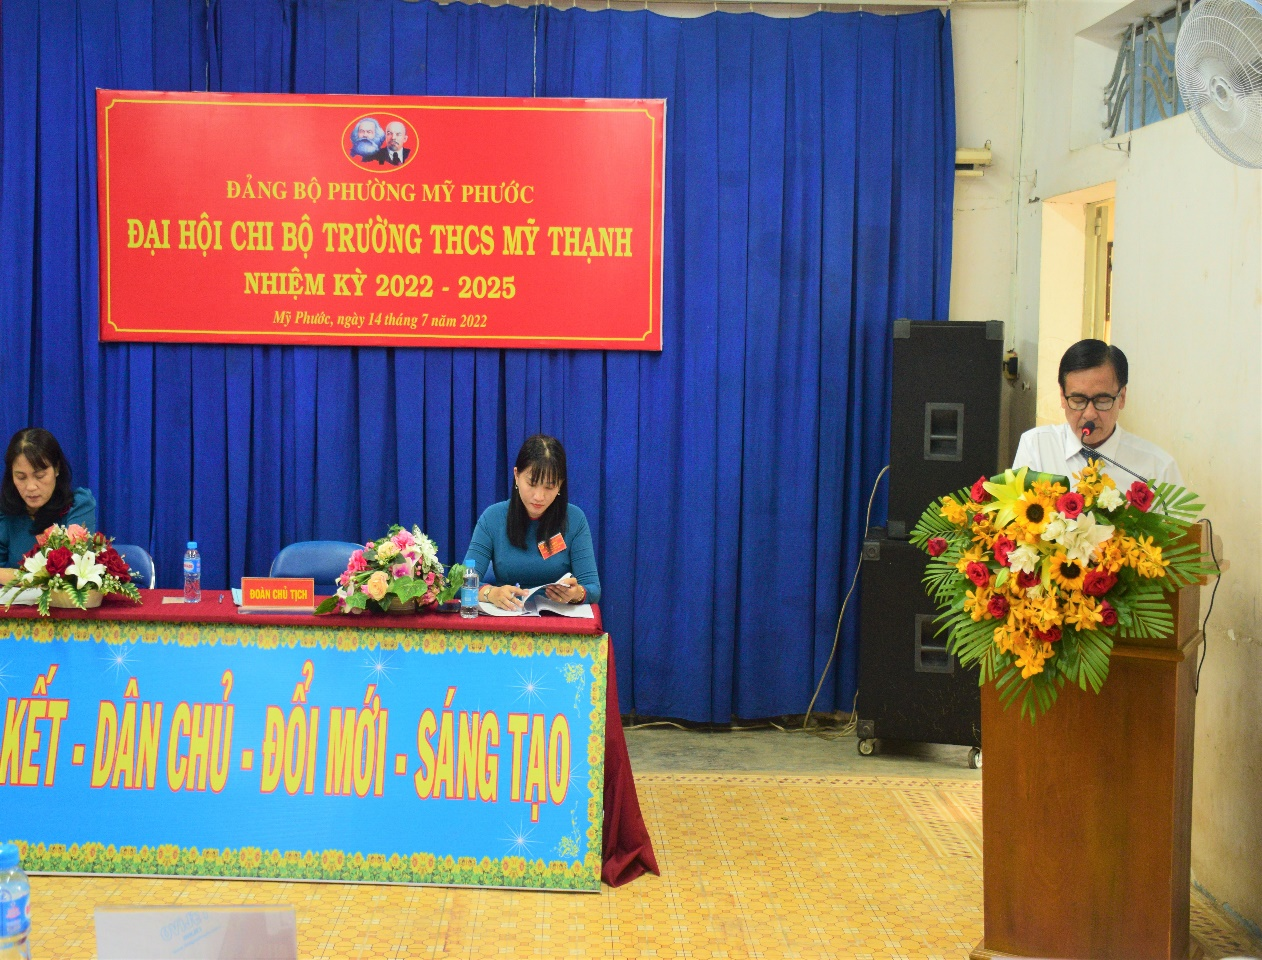 ĐẢNG BỘ PHƯỜNG MỸ PHƯỚC
ĐẠI HỘI CHI BỘ TRƯỜNG THCS MỸ THẠNH
NHIỆM KỲ 2022 - 2025
Mỹ Phước, ngày 14 tháng 7 năm 2022
ĐOÀN CHỦ TỊCH
KẾT - DÂN CHỦ - ĐỔI MỚI - SÁNG TẠO